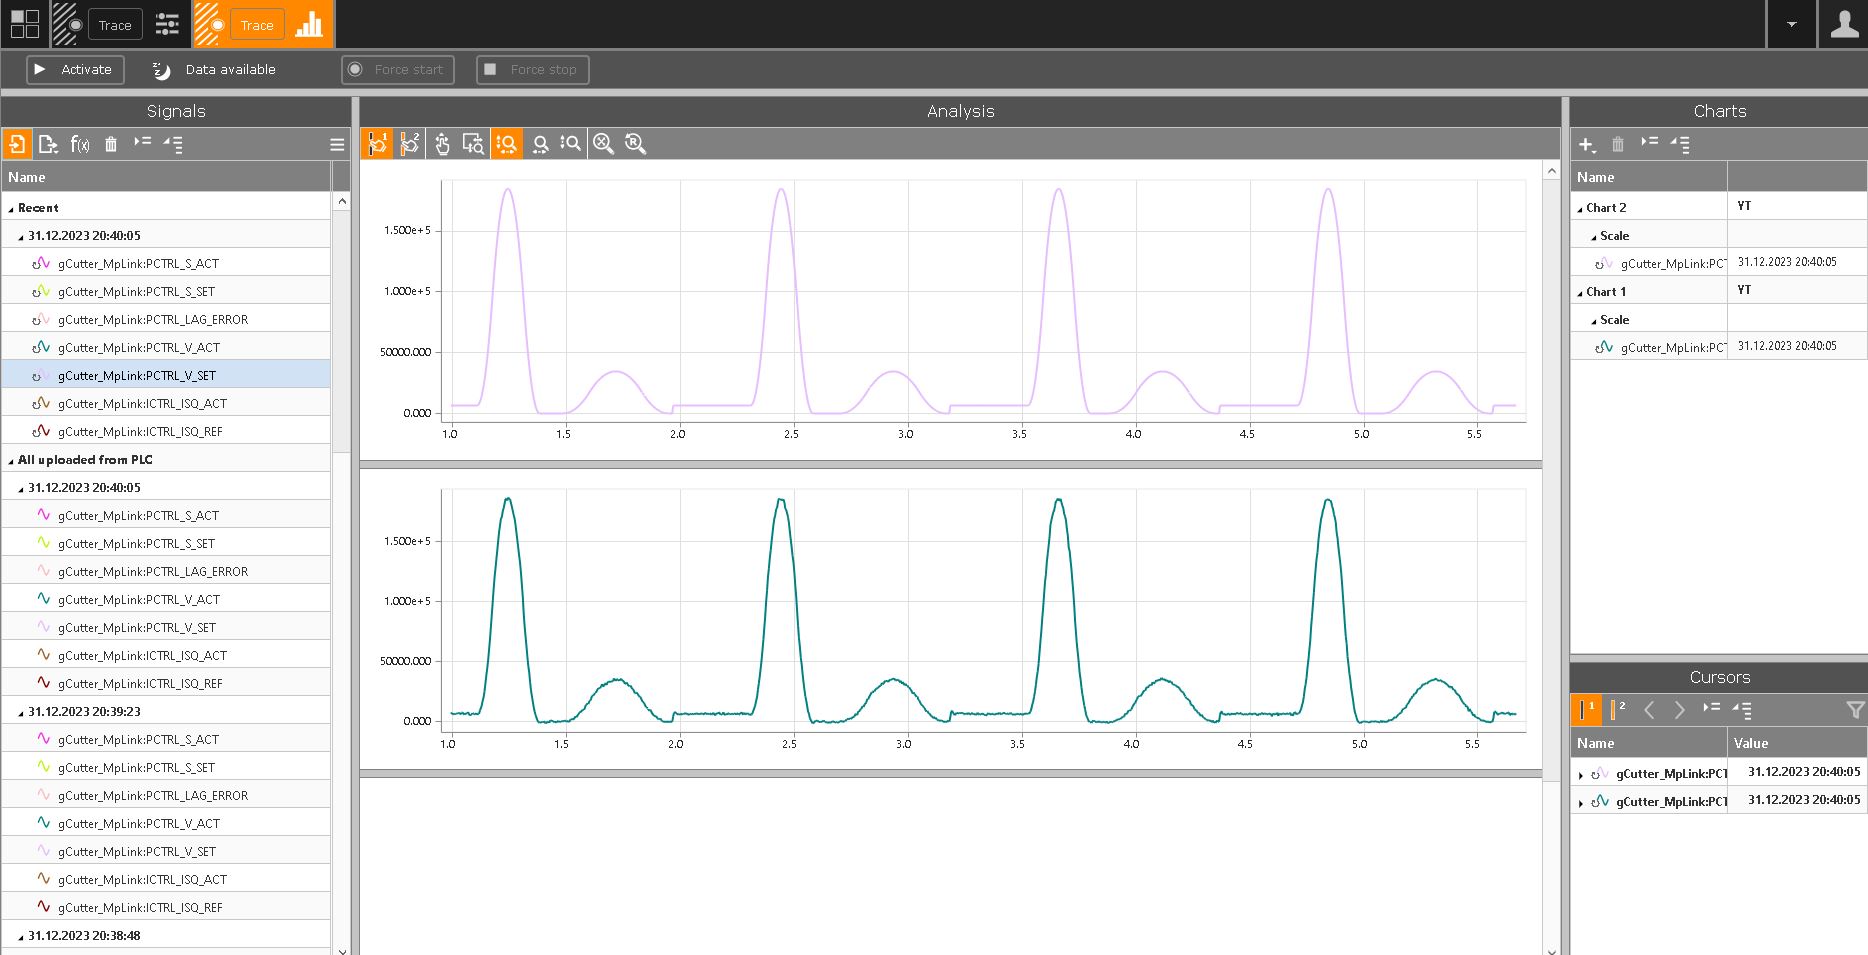 Trace
Trace
Activate
Data available
Force start
Force stop
Signals
f(x)
Name
Recent
31.12.2023 20:40:05
gCutter_MpLink:PCTRL_S_ACT
gCutter_MpLink:PCTRL_S_SET
gCutter_MpLink:PCTRL_LAG_ERROR
gCutter_MpLink:PCTRL_V_ACT
gCutter_MpLink:PCTRL_V_SET
gCutter_MpLink:ICTRL_ISQ_ACT
gCutter_MpLink:ICTRL_ISQ_REF
All uploaded from PLC
31.12.2023 20:40:05
gCutter_MpLink:PCTRL_S_ACT
gCutter_MpLink:PCTRL_S_SET
gCutter_MpLink:PCTRL_LAG_ERROR
gCutter_MpLink:PCTRL_V_ACT
gCutter_MpLink:PCTRL_V_SET
gCutter_MpLink:ICTRL_ISQ_ACT
gCutter_MpLink:ICTRL_ISQ_REF
31.12.2023 20:39:23
gCutter_MpLink:PCTRL_S_ACT
gCutter_MpLink:PCTRL_S_SET
gCutter_MpLink:PCTRL_LAG_ERROR
gCutter_MpLink:PCTRL_V_ACT
gCutter_MpLink:PCTRL_V_SET
gCutter_MpLink:ICTRL_ISQ_ACT
gCutter_MpLink:ICTRL_ISQ_REF
31.12.2023 20:38:48
Analysis
1 2 R
1.500e+5
1.000e+5
50000.000
0.000
1.0 1.5 2.0 2.5 3.0 3.5 4.0 4.5 5.0 5.5
1.500e+5
1.000e+5
50000.000
0.000
1.0 1.5 2.0 2.5 3.0 3.5 4.0 4.5 5.0 5.5
Charts
Name
Chart 2 YT
Scale
gCutter_MpLink:PCT 31.12.2023 20:40:05
Chart 1 YT
Scale
gCutter_MpLink:PCT 31.12.2023 20:40:05
Cursors
1 2
Name Value
gCutter_MpLink:PCT 31.12.2023 20:40:05
gCutter_MpLink:PCT 31.12.2023 20:40:05